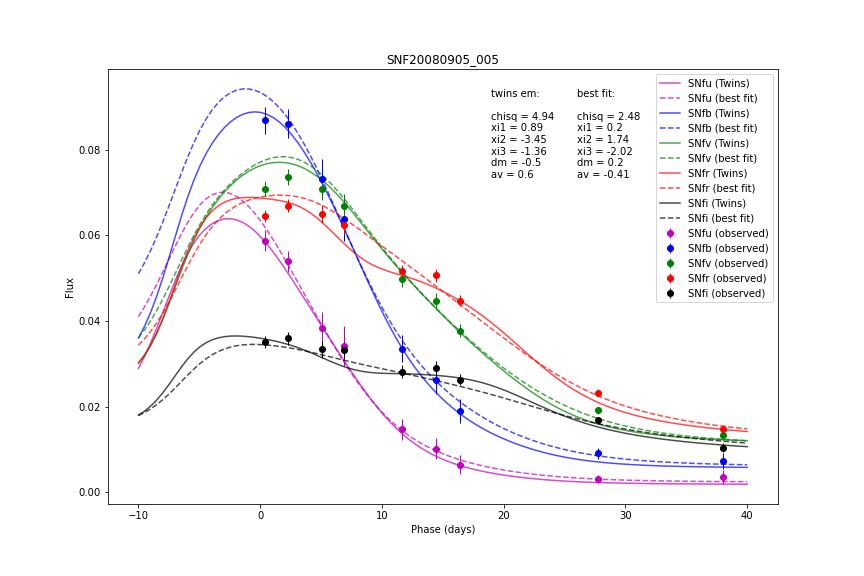 SNF20080905_005
twins em: best fit:
chisq = 4.94 chisq = 2.48
xi1 = 0.89 xi1 = 0.2
xi2 = -3.45 xi2 = 1.74
xi3 = -1.36 xi3 = -2.02
dm = -0.5 dm = 0.2
av = 0.6 av = -0.41
SNfu (Twins)
SNfu (best fit)
SNfb (Twins)
SNfb (best fit)
SNfv (Twins)
SNfv (best fit)
SNfr (Twins)
SNfr (best fit)
SNfi (Twins)
SNfi (best fit)
SNfu (observed)
SNfb (observed)
SNfv (observed)
SNfr (observed)
SNfi (observed)
Flux
0.08
0.06
0.04
0.02
0.00
−10 0 10 20 30 40
Phase (days)